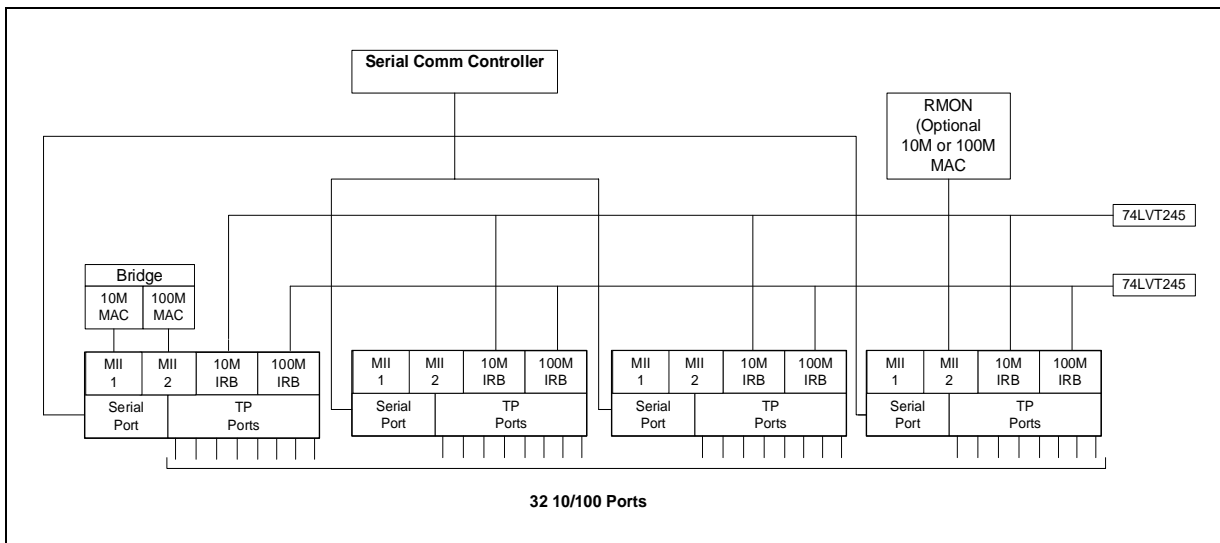 Serial Comm Controller
RMON
(Optional
10M or 100M
MAC
74LVT245
74LVT245
Bridge
10M
MAC
100M
MAC
MII
1
MII
2
10M
IRB
100M
IRB
Serial
Port
TP
Ports
MII
1
MII
2
10M
IRB
100M
IRB
Serial
Port
TP
Ports
MII
1
MII
2
10M
IRB
100M
IRB
Serial
Port
TP
Ports
MII
1
MII
2
10M
IRB
100M
IRB
Serial
Port
TP
Ports
32 10/100 Ports